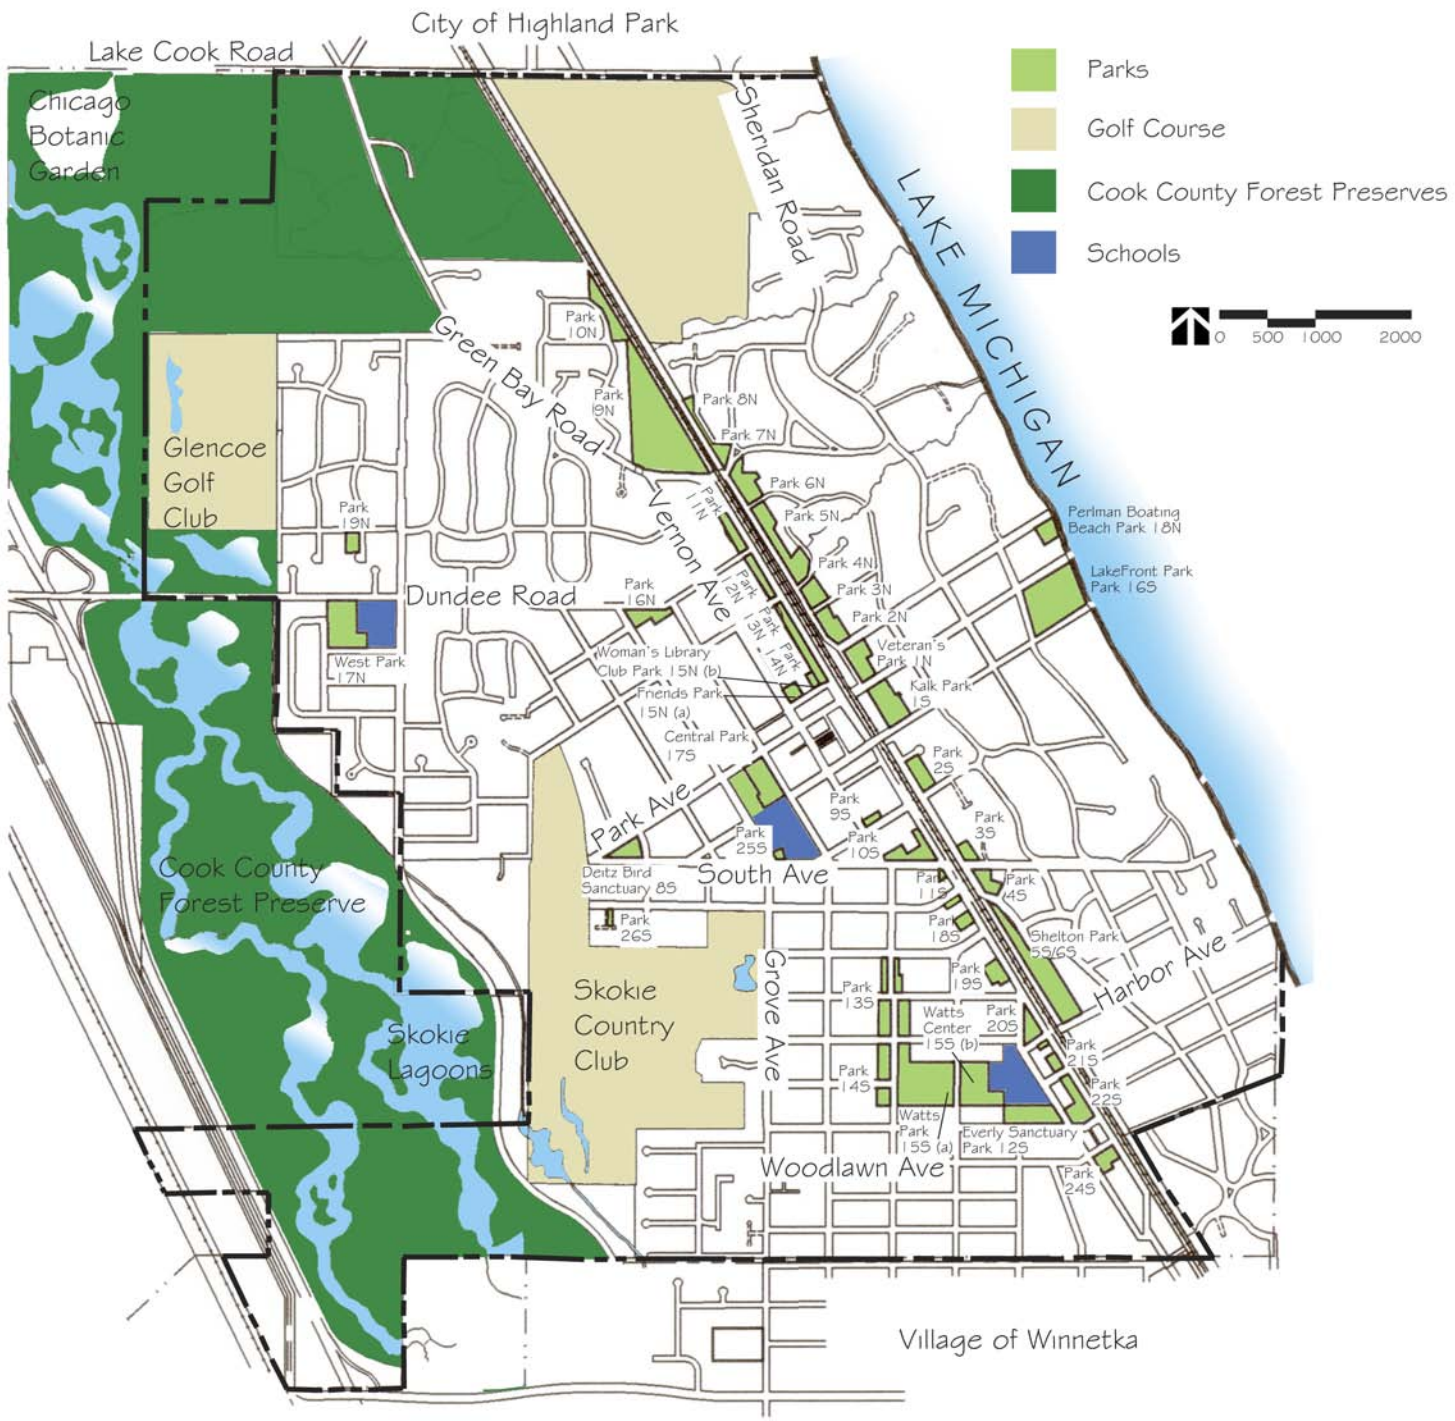 City of Highland Park
Lake Cook Road
Parks
Golf Course
Cook County Forest Preserves
Schools
0 500 1000 2000
Chicago
Botanic
Garden
Sheridan Road
LAKE MICHIGAN
Green Bay Road
Park
10N
Park
9N
Park 8N
Park 7N
Park 6N
Park 5N
Park 4N
Park 3N
Park 2N
Veteran's
Park 1N
Kalk Park
1S
Glencoe
Golf
Club
Park
19N
Park
11N
Vernon Ave
Park
12N
Park
13N
Park
14N
Perlman Boating
Beach Park 18N
LakeFront Park
Park 16S
Dundee Road
Park
16N
West Park
17N
Woman's Library
Club Park 15N (b)
Friends Park
15N (a)
Central Park
17S
Park
2S
Park Ave
Park
9S
Park
3S
Park
25S
Park
10S
Deitz Bird
Sanctuary 8S
South Ave
Park
11S
Park
4S
Cook County
Forest Preserve
Park
26S
Park
18S
Shelton Park
5S/6S
Harbor Ave
Grove Ave
Park
13S
Park
19S
Skokie
Country
Club
Watts
Center
15S (b)
Park
20S
Skokie
Lagoons
Park
21S
Park
14S
Park
22S
Watts
Park
15S (a)
Everly Sanctuary
Park 12S
Woodlawn Ave
Park
24S
Village of Winnetka